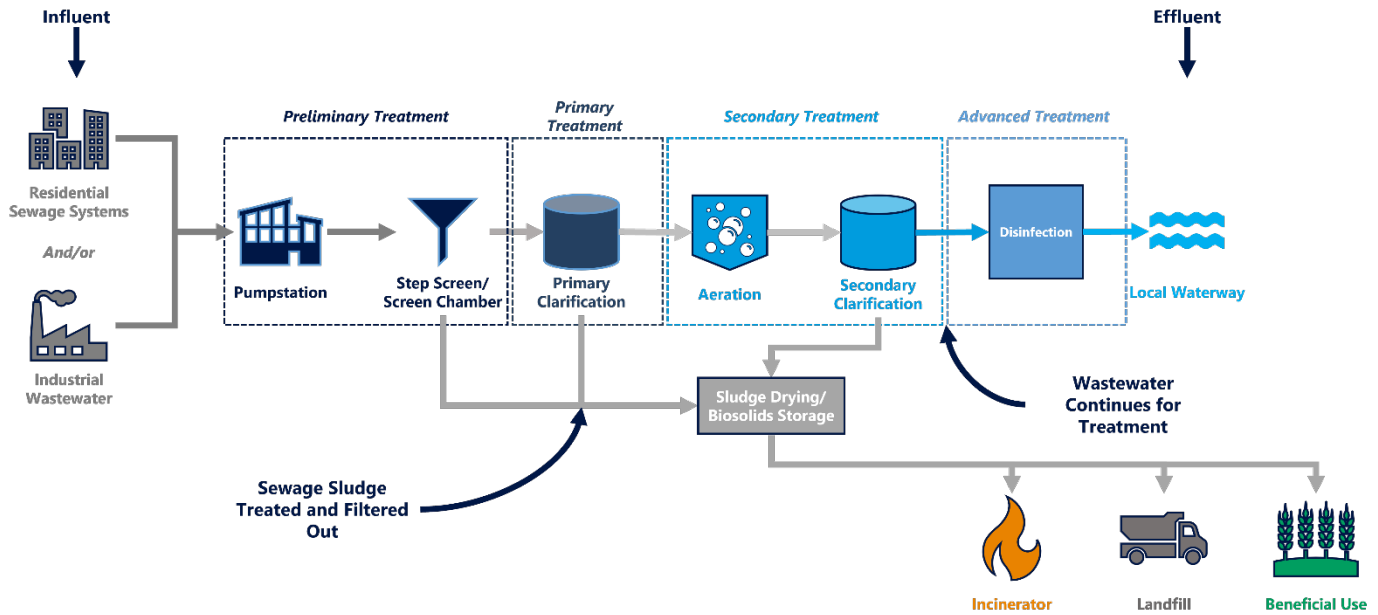 Influent
Effluent
Preliminary Treatment
Primary
Treatment
Secondary Treatment
Advanced Treatment
Residential
Sewage Systems
And/or
Industrial
Wastewater
Pumpstation
Step Screen/
Screen Chamber
Primary
Clarification
Aeration
Secondary
Clarification
Disinfection
Local Waterway
Sludge Drying/
Biosolids Storage
Wastewater
Continues for
Treatment
Sewage Sludge
Treated and Filtered
Out
Incinerator
Landfill
Beneficial Use